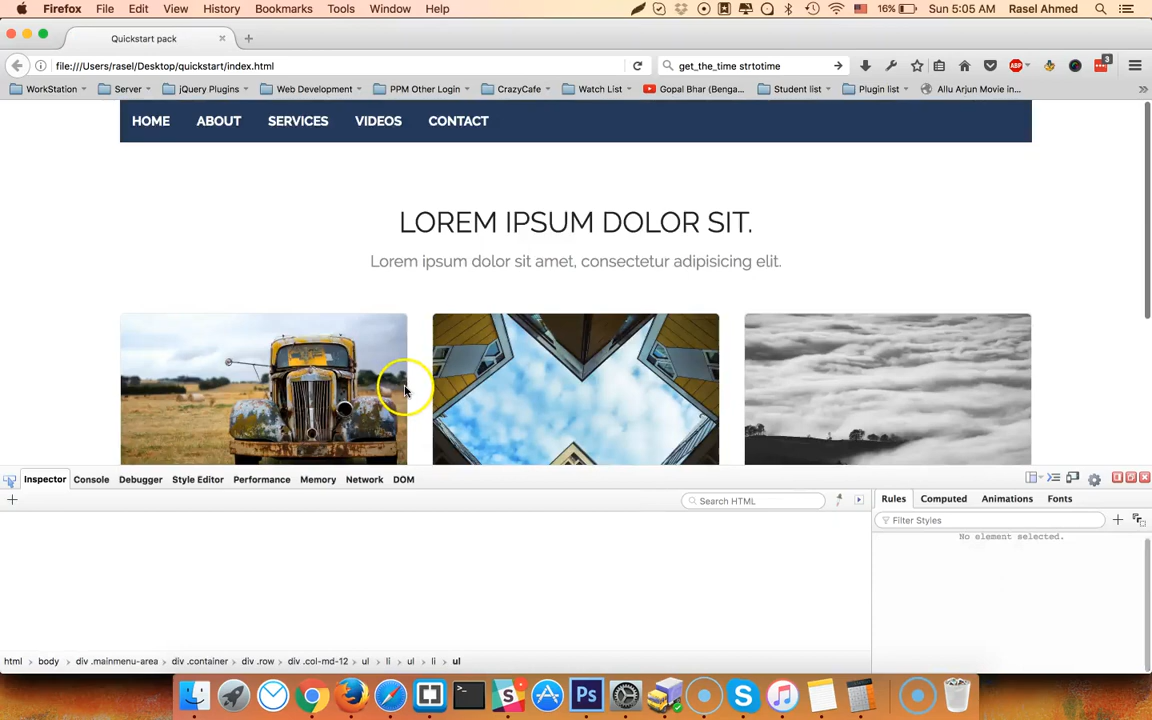 Firefox File Edit View History Bookmarks Tools Window Help 16% Sun 5:05 AM Rasel Ahmed
Quickstart pack
file:///Users/rasel/Desktop/quickstart/index.html get_the_time strtotime ABP 3
WorkStation Server jQuery Plugins Web Development PPM Other Login CrazyCafe Watch List Gopal Bhar (Benga... Student list Plugin list Allu Arjun Movie in...
HOME ABOUT SERVICES VIDEOS CONTACT
LOREM IPSUM DOLOR SIT.
Lorem ipsum dolor sit amet, consectetur adipisicing elit.
Inspector Console Debugger Style Editor Performance Memory Network DOM
Search HTML Rules Computed Animations Fonts
Filter Styles
No element selected.
html body div .mainmenu-area div .container div .row div .col-md-12 ul li ul li ul
Ps